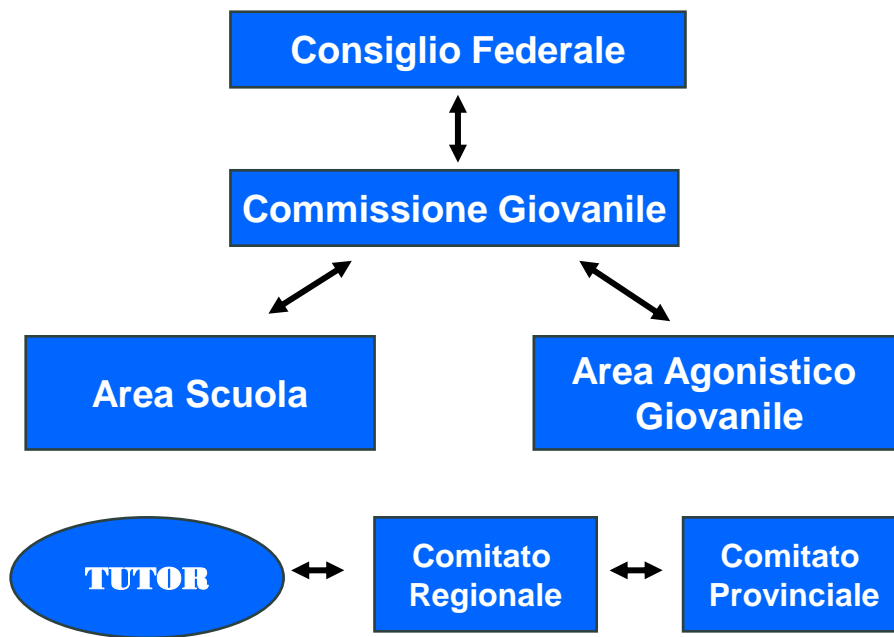 Consiglio Federale
Commissione Giovanile
Area Scuola
Area Agonistico
Giovanile
TUTOR
Comitato
Regionale
Comitato
Provinciale